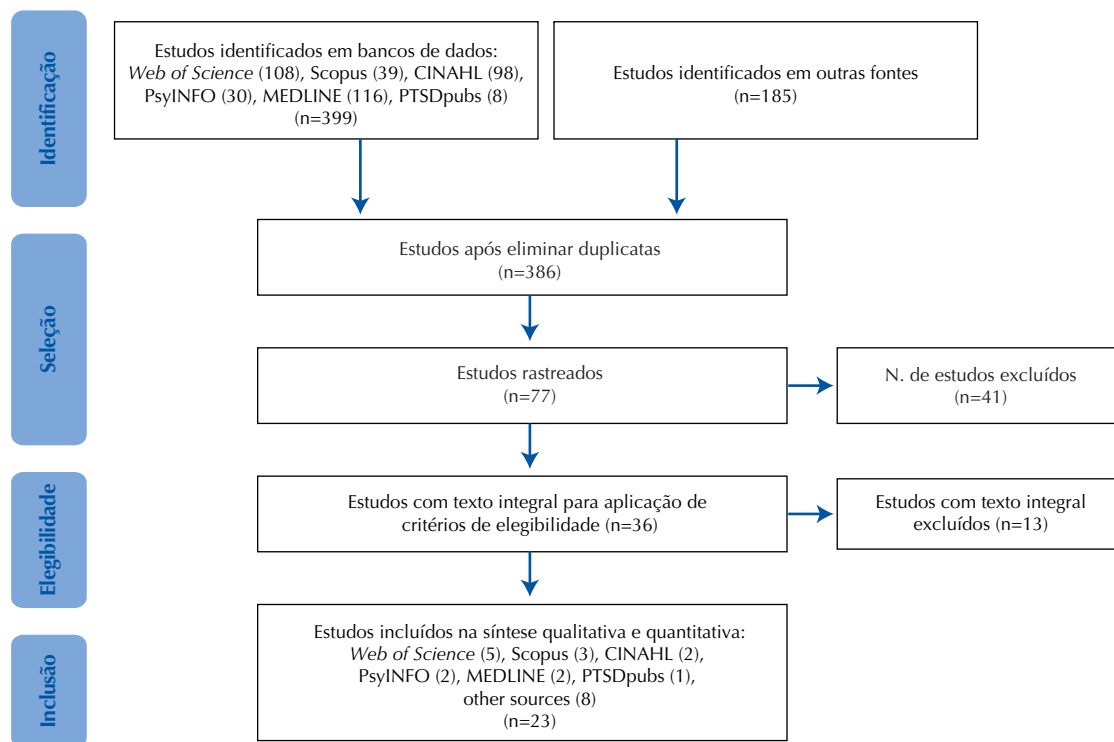 Identificação
Estudos identificados em bancos de dados:
Web of Science (108), Scopus (39), CINAHL (98),
PsyINFO (30), MEDLINE (116), PTSDpubs (8)
(n=399)
Estudos identificados em outras fontes
(n=185)
Seleção
Estudos após eliminar duplicatas
(n=386)
Estudos rastreados
(n=77)
N. de estudos excluídos
(n=41)
Elegibilidade
Estudos com texto integral para aplicação de
critérios de elegibilidade (n=36)
Estudos com texto integral
excluídos (n=13)
Inclusão
Estudos incluídos na síntese qualitativa e quantitativa:
Web of Science (5), Scopus (3), CINAHL (2),
PsyINFO (2), MEDLINE (2), PTSDpubs (1),
other sources (8)
(n=23)